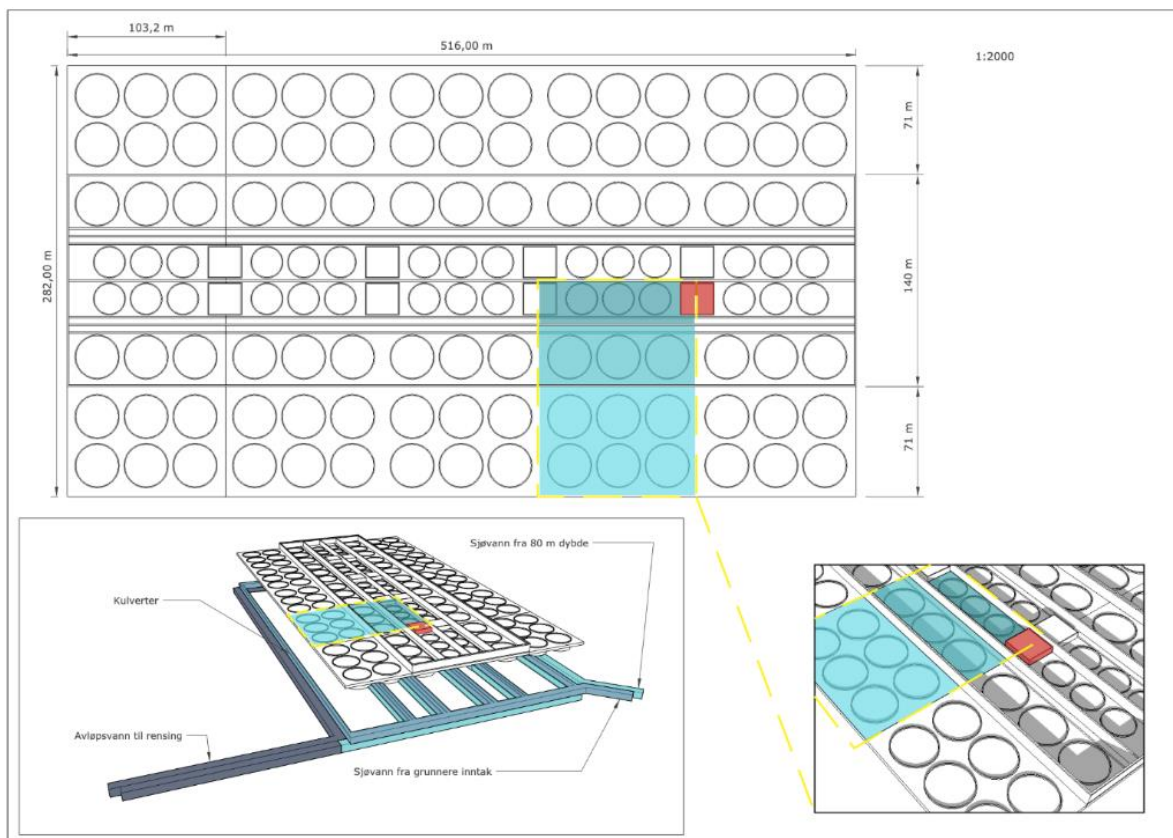 103,2 m
516,00 m
1:2000
71 m
282,00 m
140 m
71 m
Sjøvann fra 80 m dybde
Kulverter
Avløpsvann til rensing
Sjøvann fra grunnere inntak